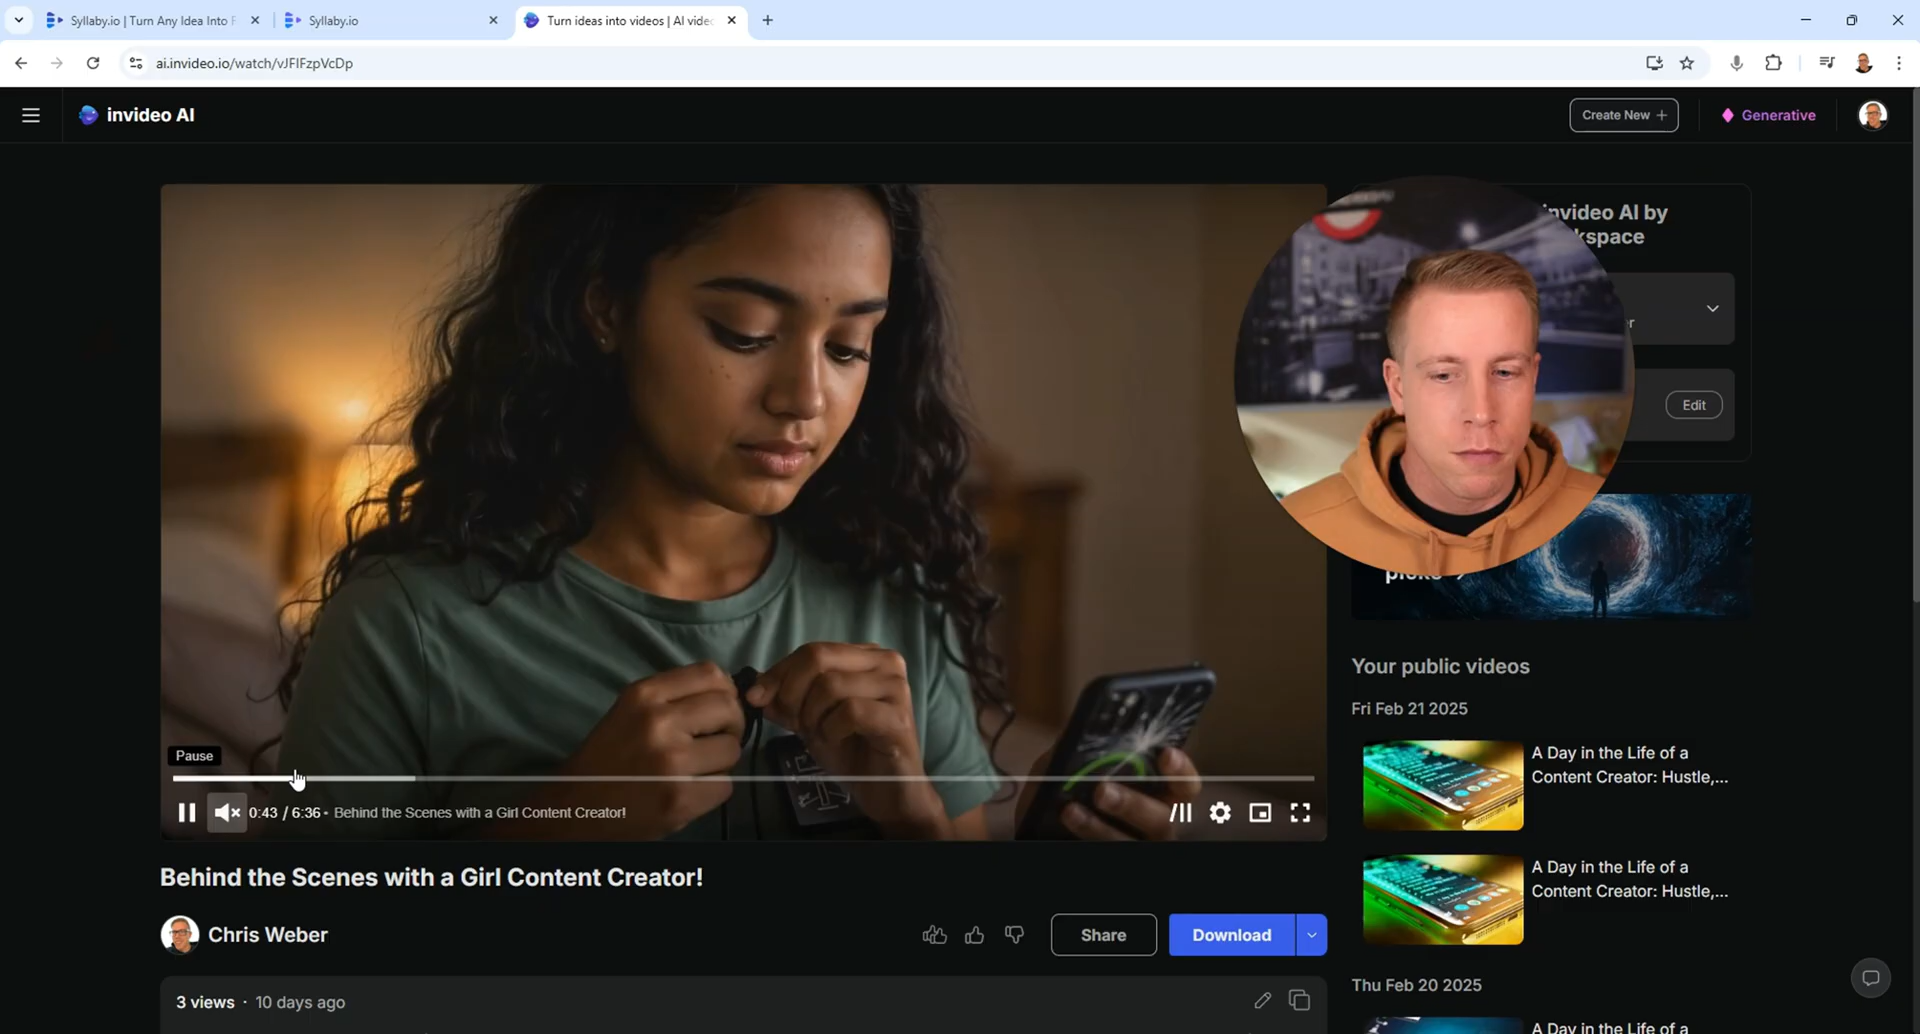 Syllaby.io | Turn Any Idea Into
Syllaby.io
Turn ideas into videos | AI vide
ai.invideo.io/watch/vJFIFzpVcDp
invideo AI
Create New +
Generative
invideo AI by
kspace
r
Edit
Pause
0:43 / 6:36 • Behind the Scenes with a Girl Content Creator!
Behind the Scenes with a Girl Content Creator!
Chris Weber
Share
Download
3 views · 10 days ago
Your public videos
Fri Feb 21 2025
A Day in the Life of a
Content Creator: Hustle,...
A Day in the Life of a
Content Creator: Hustle,...
Thu Feb 20 2025
A Day in the Life of a